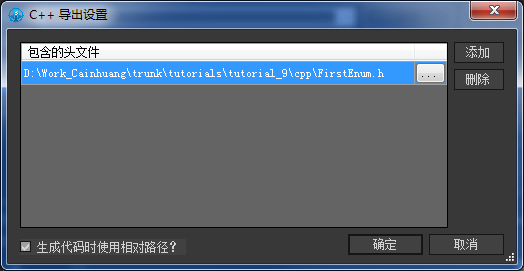 C++ 导出设置
包含的头文件
添加
D:\Work_Cainhuang\trunk\tutorials\tutorial_9\cpp\FirstEnum.h
...
删除
生成代码时使用相对路径?
确定
取消